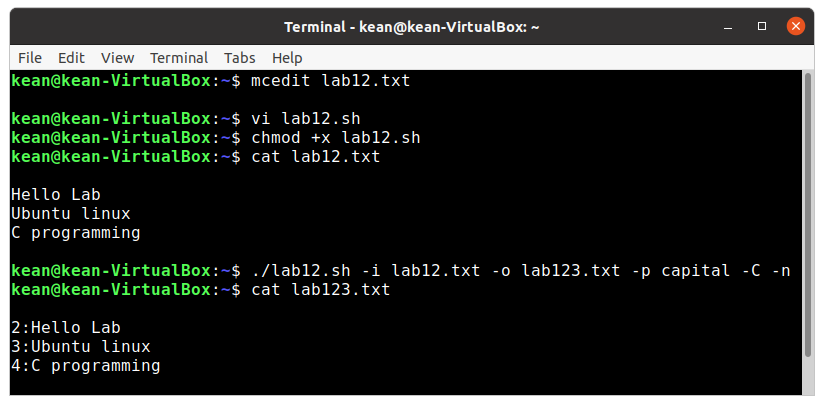 Terminal - kean@kean-VirtualBox: ~
File Edit View Terminal Tabs Help
kean@kean-VirtualBox:~$ mcedit lab12.txt
kean@kean-VirtualBox:~$ vi lab12.sh
kean@kean-VirtualBox:~$ chmod +x lab12.sh
kean@kean-VirtualBox:~$ cat lab12.txt
Hello Lab
Ubuntu linux
C programming
kean@kean-VirtualBox:~$ ./lab12.sh -i lab12.txt -o lab123.txt -p capital -C -n
kean@kean-VirtualBox:~$ cat lab123.txt
2:Hello Lab
3:Ubuntu linux
4:C programming